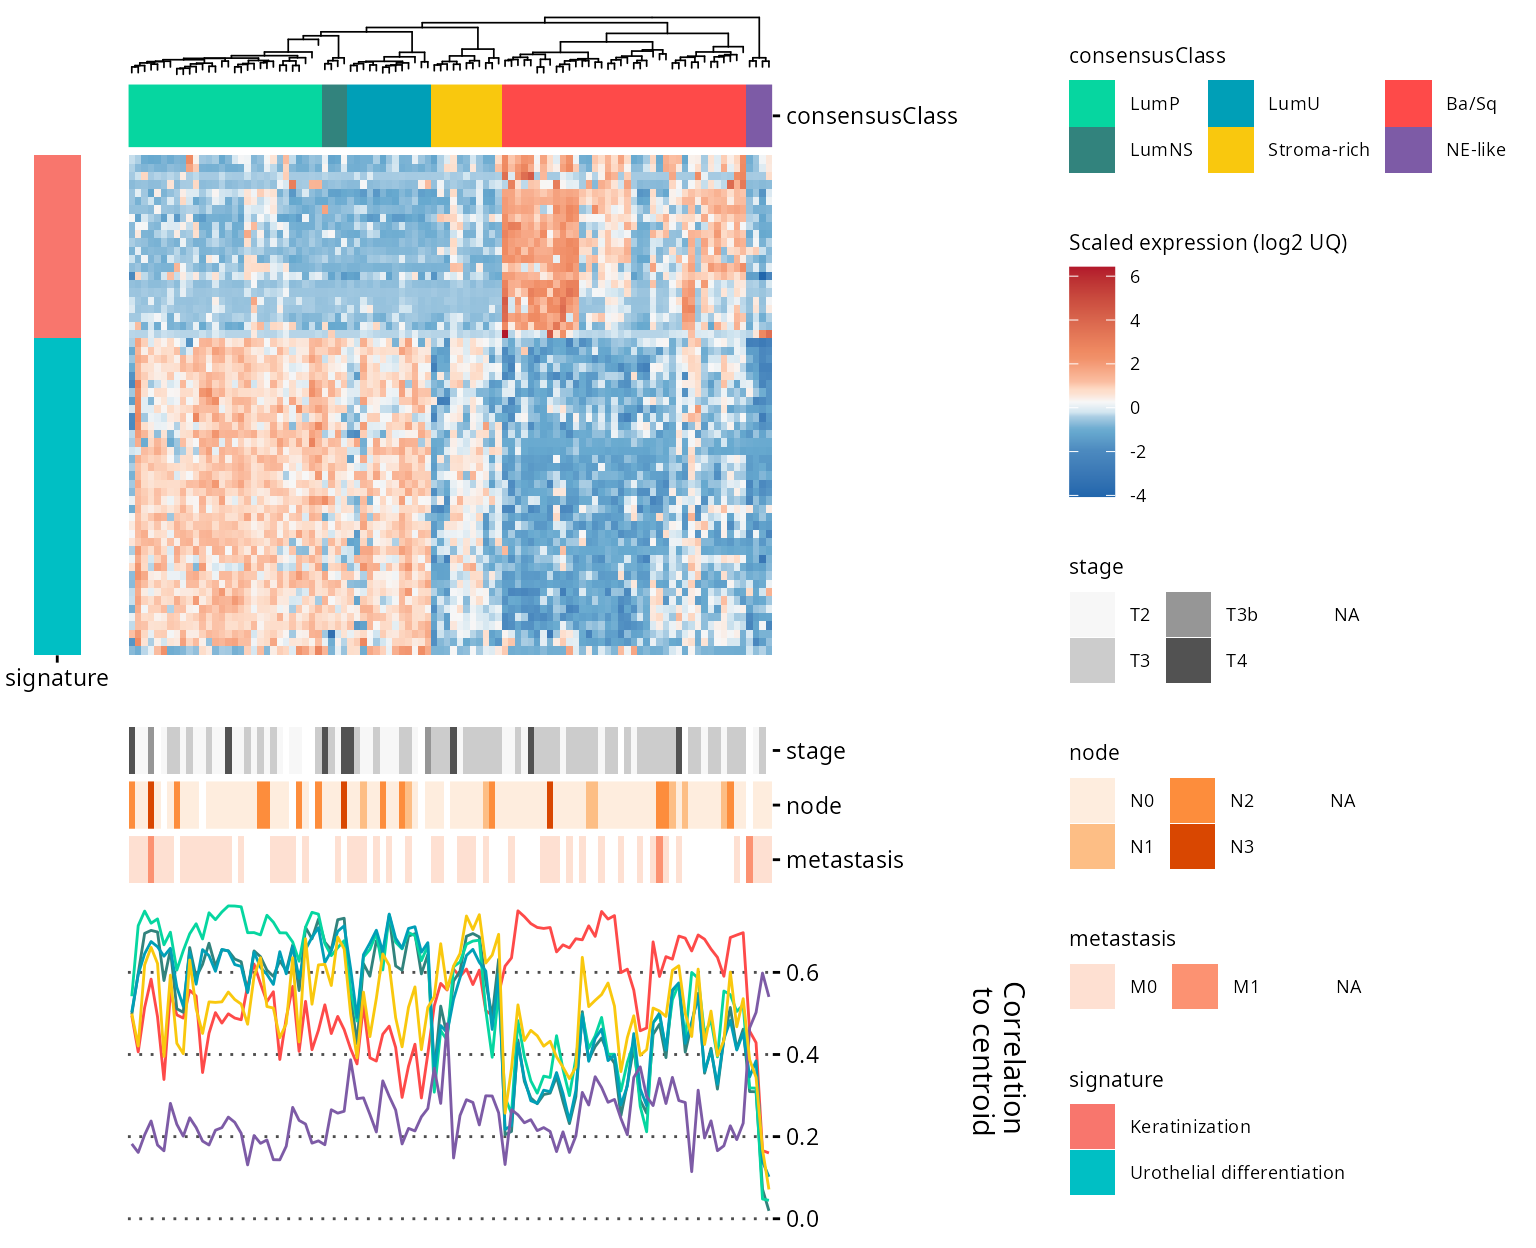 consensusClass
signature
stage
node
metastasis
0.6
0.4
0.2
0.0
Correlation
to centroid
consensusClass
LumP
LumU
Ba/Sq
LumNS
Stroma-rich
NE-like
Scaled expression (log2 UQ)
6
4
2
0
-2
-4
stage
T2
T3b
NA
T3
T4
node
N0
N2
NA
N1
N3
metastasis
M0
M1
NA
signature
Keratinization
Urothelial differentiation